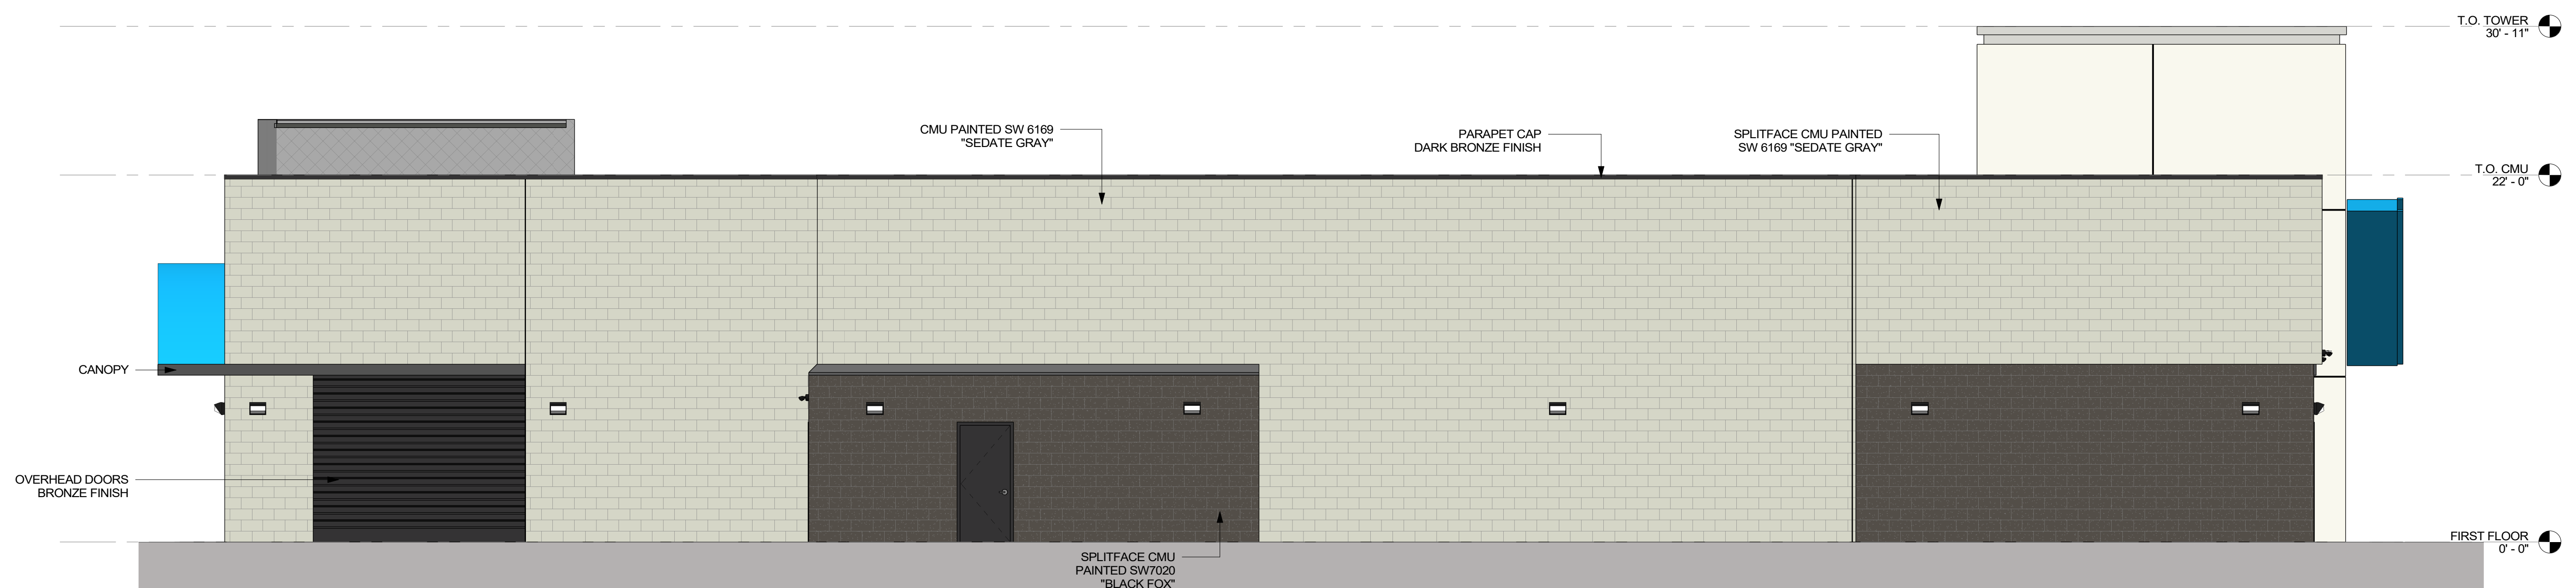 T.O. TOWER
30' - 11"
CMU PAINTED SW 6169
"SEDATE GRAY"
PARAPET CAP
DARK BRONZE FINISH
SPLITFACE CMU PAINTED
SW 6169 "SEDATE GRAY"
T.O. CMU
22' - 0"
CANOPY
OVERHEAD DOORS
BRONZE FINISH
FIRST FLOOR
0' - 0"
SPLITFACE CMU
PAINTED SW7020
"BLACK FOX"